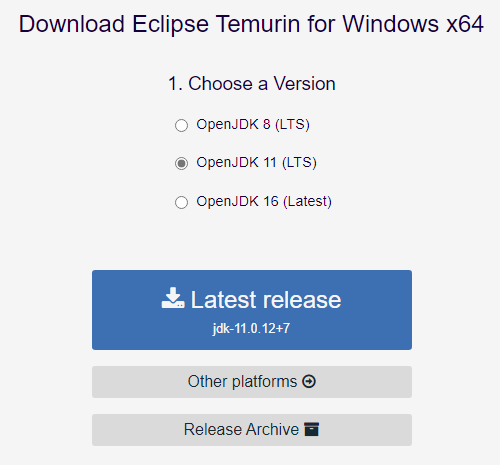 Download Eclipse Temurin for Windows x64
1. Choose a Version
OpenJDK 8 (LTS)
OpenJDK 11 (LTS)
OpenJDK 16 (Latest)
Latest release
jdk-11.0.12+7
Other platforms
Release Archive